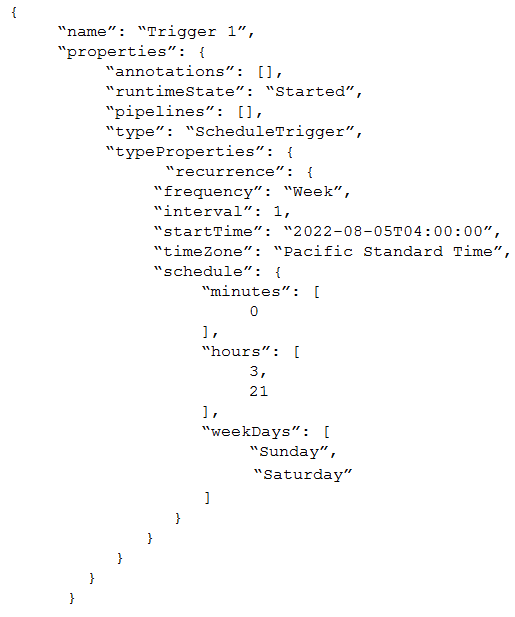 {
“name”: “Trigger 1”,
“properties”: {
“annotations”: [],
“runtimeState”: “Started”,
“pipelines”: [],
“type”: “ScheduleTrigger”,
“typeProperties”: {
“recurrence”: {
“frequency”: “Week”,
“interval”: 1,
“startTime”: “2022-08-05T04:00:00”,
“timeZone”: “Pacific Standard Time”,
“schedule”: {
“minutes”: [
0
],
“hours”: [
3,
21
],
“weekDays”: [
“Sunday”,
“Saturday”
]
}
}
}
}
}